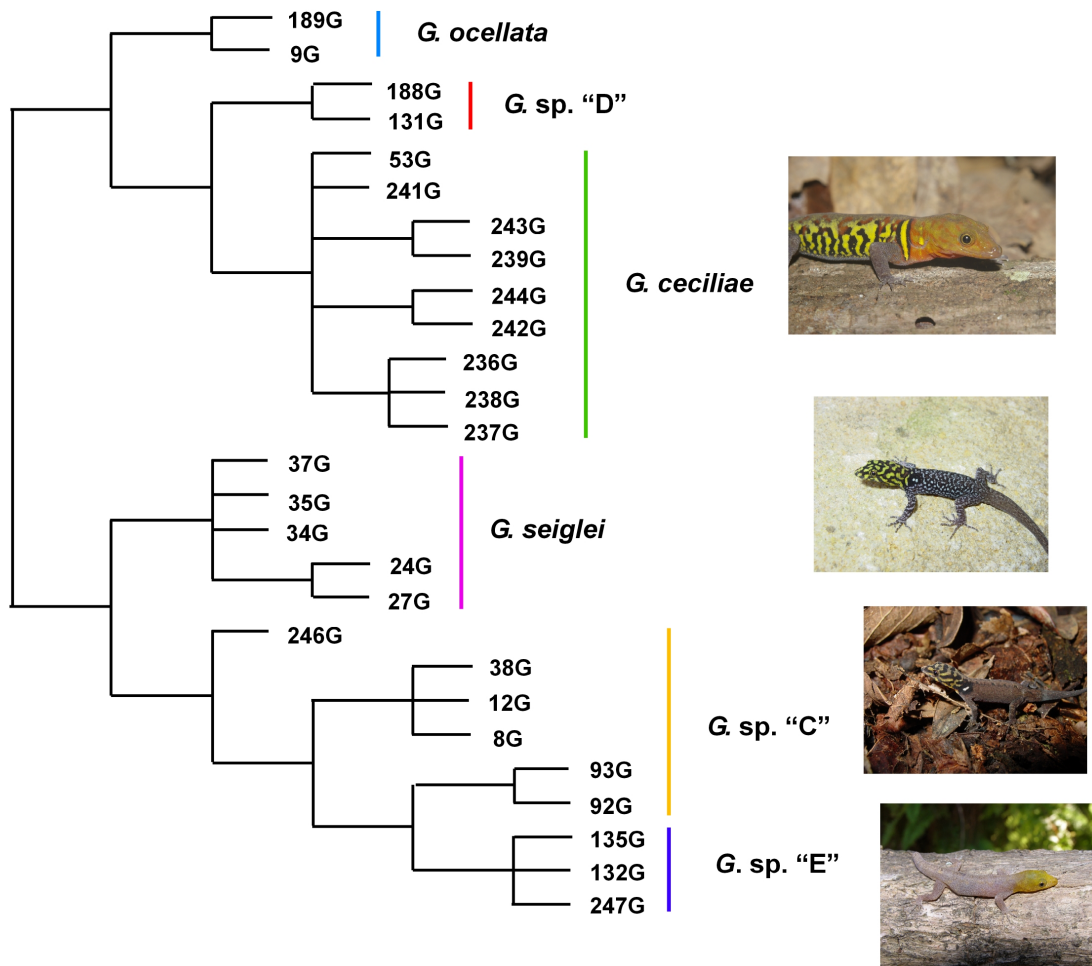 189G
9G
G. ocellata
188G
131G
G. sp. “D”
53G
241G
243G
239G
244G
242G
236G
238G
237G
G. ceciliae
37G
35G
34G
24G
27G
G. seiglei
246G
38G
12G
8G
93G
92G
G. sp. “C”
135G
132G
247G
G. sp. “E”